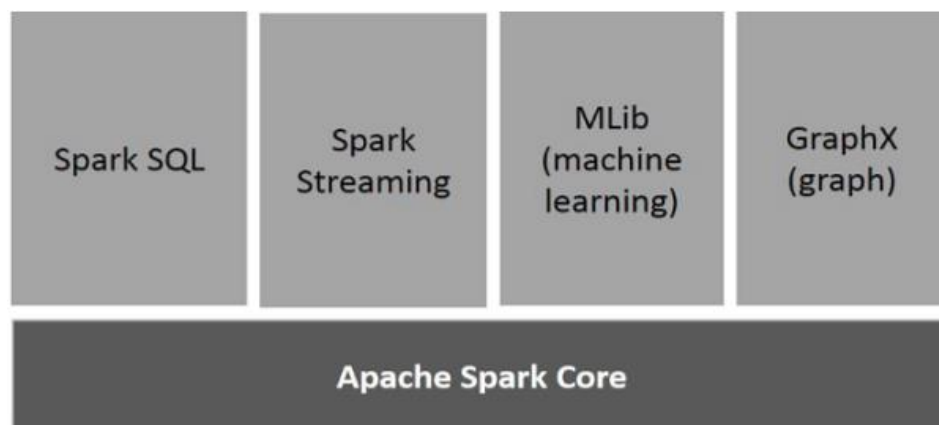 Spark SQL
Spark
Streaming
MLib
(machine
learning)
GraphX
(graph)
Apache Spark Core